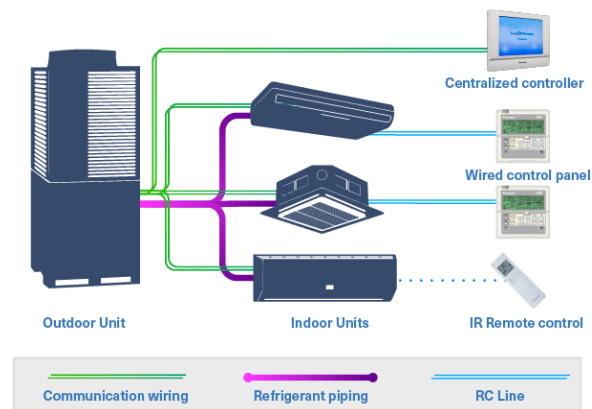 Centralized controller
Wired control panel
Outdoor Unit
Indoor Units
IR Remote control
Communication wiring
Refrigerant piping
RC Line